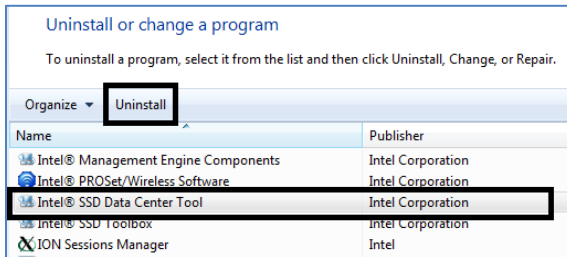 Uninstall or change a program
To uninstall a program, select it from the list and then click Uninstall, Change, or Repair.
Organize Uninstall
Name Publisher
Intel® Management Engine Components Intel Corporation
Intel® PROSet/Wireless Software Intel Corporation
Intel® SSD Data Center Tool Intel Corporation
Intel® SSD Toolbox Intel Corporation
ION Sessions Manager Intel